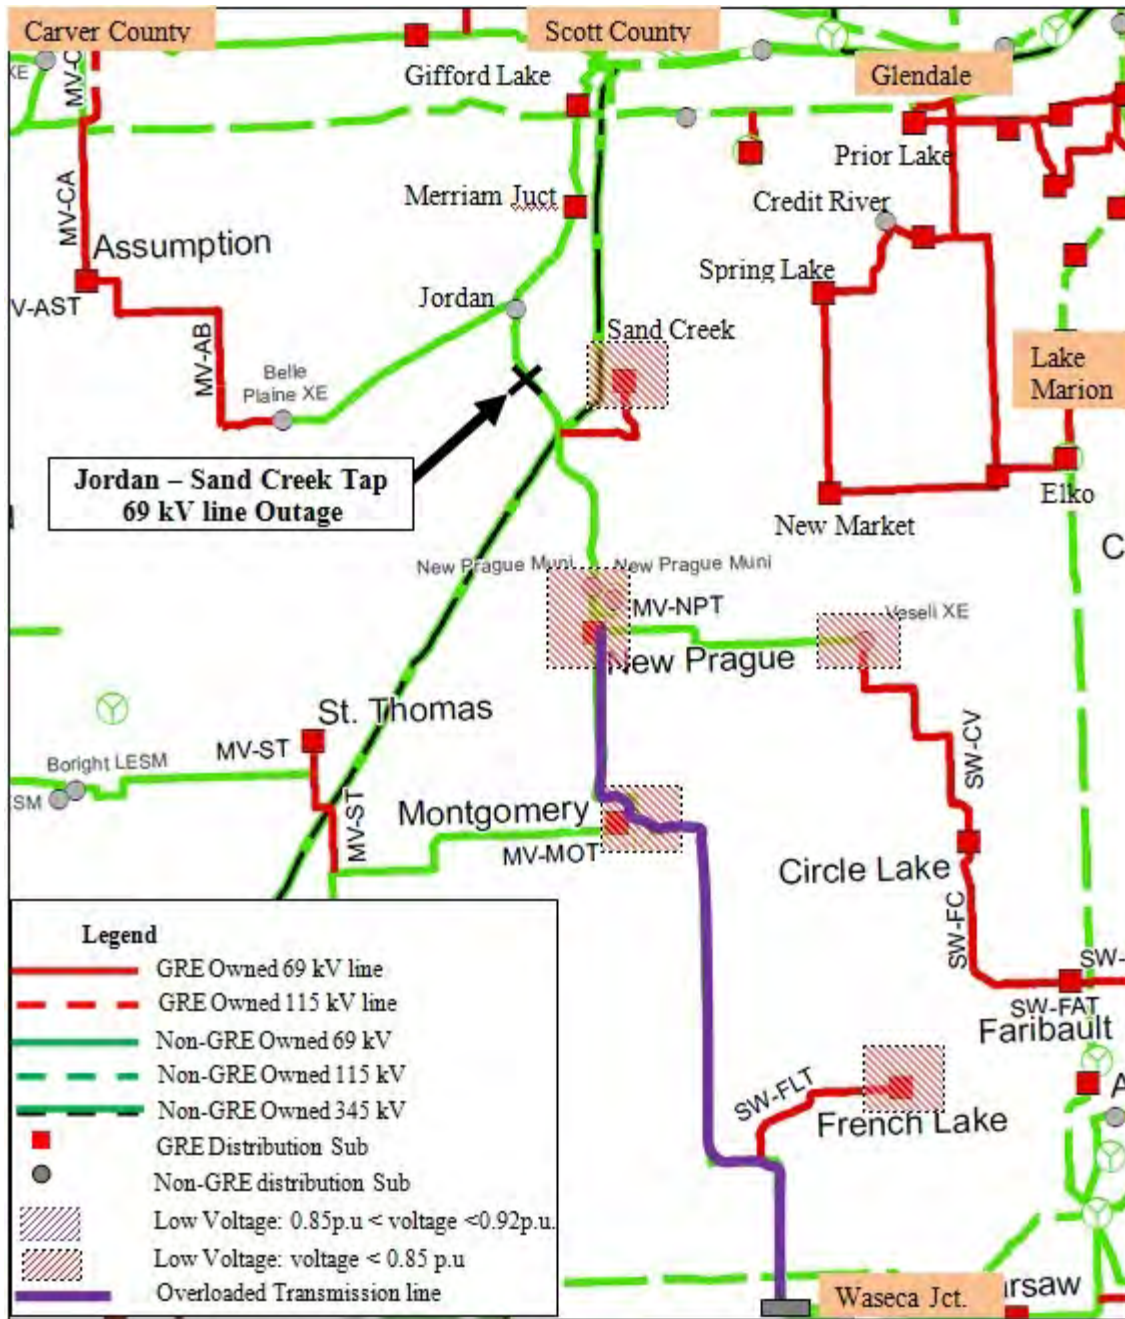 Carver County
Scott County
Glendale
Gifford Lake
MV-C
Prior Lake
Merriam Juct
Credit River
MV-CA
Assumption
Spring Lake
Jordan
V-AST
Sand Creek
MV-AB
Belle
Plaine XE
Lake
Marion
Jordan – Sand Creek Tap
69 kV line Outage
Elko
New Market
C
New Prague Muni
New Prague Muni
MV-NPT
Veseli XE
New Prague
St. Thomas
MV-ST
SW-CV
Boright LESM
SM
Montgomery
MV-ST
MV-MOT
Circle Lake
SW-FC
SW-
SW-FAT
Faribault
Legend
GRE Owned 69 kV line
GRE Owned 115 kV line
Non-GRE Owned 69 kV
Non-GRE Owned 115 kV
Non-GRE Owned 345 kV
GRE Distribution Sub
Non-GRE distribution Sub
Low Voltage: 0.85p.u < voltage <0.92p.u.
Low Voltage: voltage < 0.85 p.u
Overloaded Transmission line
SW-FLT
French Lake
A
Waseca Jct.
arsaw